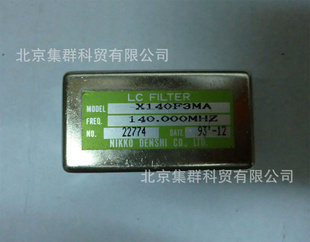 北京集群科贸有限公司
LC FILTER
MODEL X140F3MA
FREQ. 140.000MHZ
NO. 22774 DATE 93'-12
NIKKO DENSHI CO., LTD.
北京集群科贸有限公司